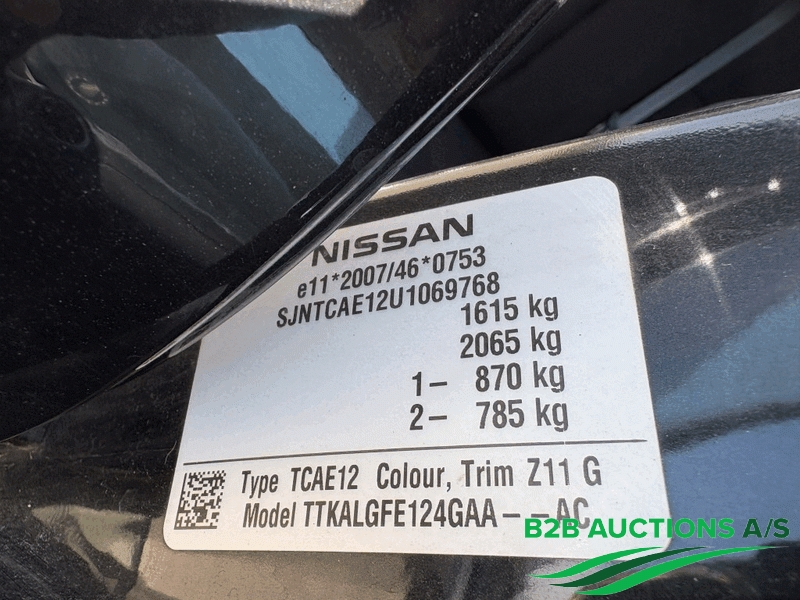 NISSAN
e11*2007/46*0753
SJNTCAE12U1069768
1615 kg
2065 kg
1– 870 kg
2– 785 kg
Type TCAE12 Colour, Trim Z11 G
Model TTKALGFE124GAA – – AC
B2B AUCTIONS A/S